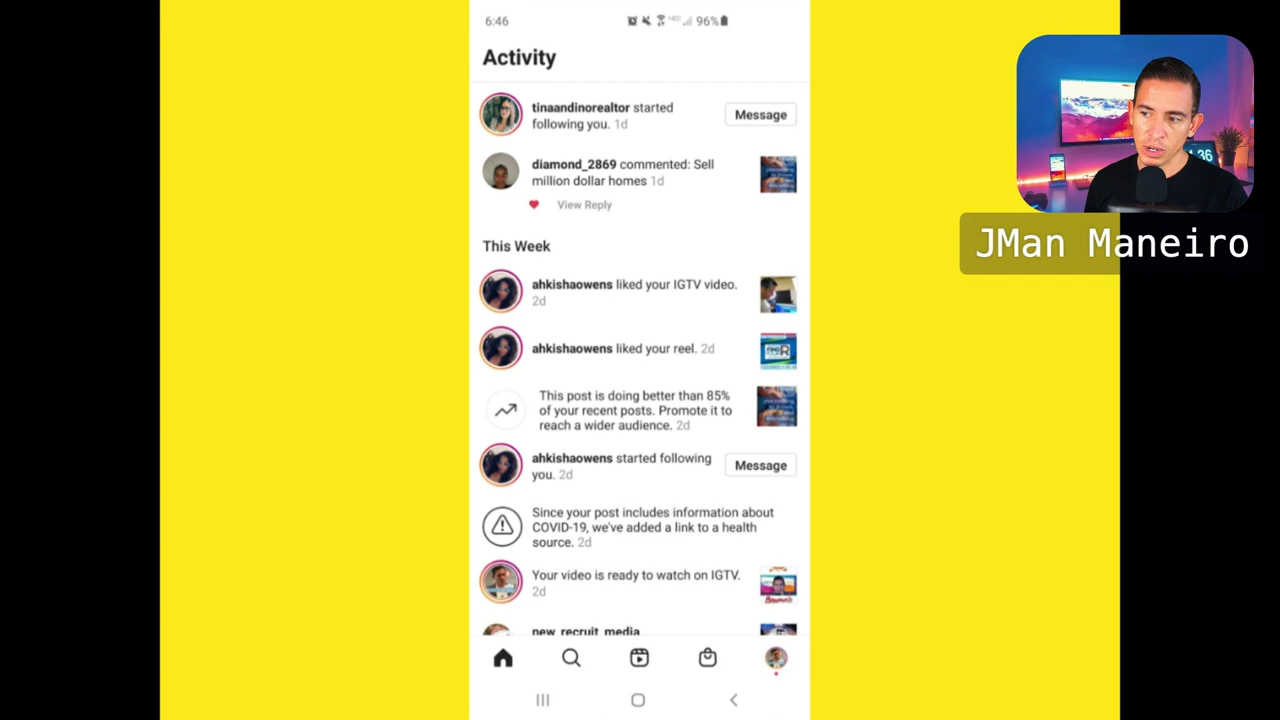 6:46
96%
Activity
tinaandinorealtor started
following you. 1d
Message
diamond_2869 commented: Sell
million dollar homes 1d
View Reply
This Week
ahkishaowens liked your IGTV video.
2d
ahkishaowens liked your reel. 2d
This post is doing better than 85%
of your recent posts. Promote it to
reach a wider audience. 2d
ahkishaowens started following
you. 2d
Message
Since your post includes information about
COVID-19, we've added a link to a health
source. 2d
Your video is ready to watch on IGTV.
2d
new_recruit_media
JMan Maneiro